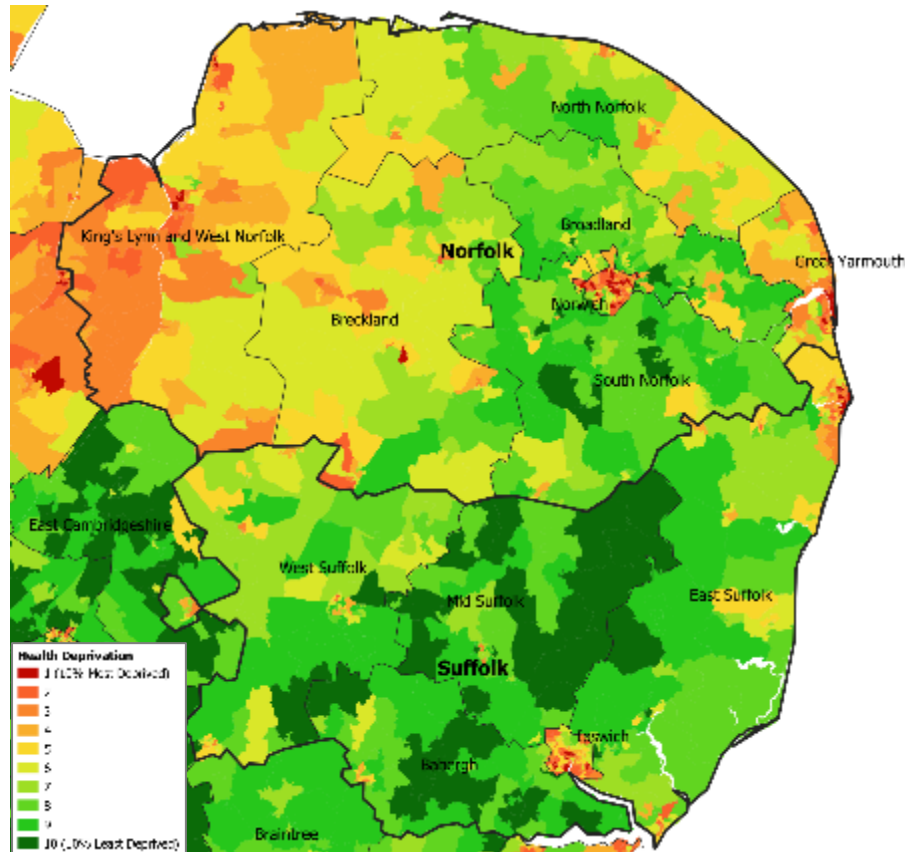 North Norfolk
Broadland
King's Lynn and West Norfolk
Norfolk
Great Yarmouth
Norwich
Breckland
South Norfolk
East Cambridgeshire
West Suffolk
Mid Suffolk
East Suffolk
Suffolk
Ipswich
Babergh
Braintree
Health Deprivation
1 (10% Most Deprived)
2
3
4
5
6
7
8
9
10 (10% Least Deprived)